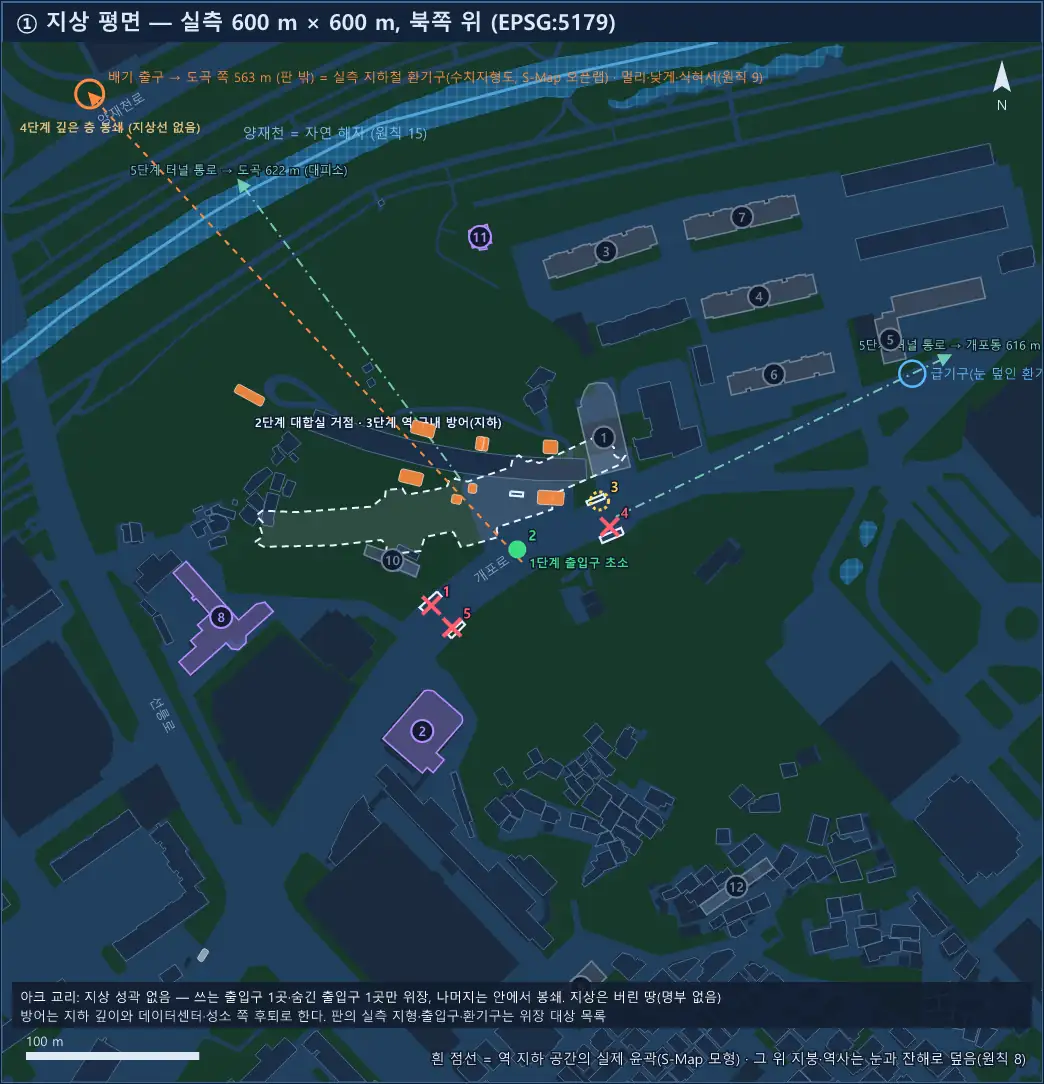 ① 지상 평면 — 실측 600 m × 600 m, 북쪽 위 (EPSG:5179)
배기 출구 → 도곡 쪽 563 m (판 밖) = 실측 지하철 환기구(수치지형도, S-Map 오픈랩) · 멀리·낮게·식혀서(원칙 9)
N
양재천로
4단계 깊은 층 봉쇄 (지상선 없음)
양재천 = 자연 해자 (원칙 15)
5단계 터널 통로 → 도곡 622 m (대피소)
7
11
3
4
5
5단계 터널 통로 → 개포동 616 m
급기구(눈 덮인 환기
6
2단계 대합실 거점 · 3단계 역 구내 방어(지하)
1
3
4
2
1단계 출입구 초소
10
개포로
1
5
8
선릉로
2
12
아크 교리: 지상 성곽 없음 — 쓰는 출입구 1곳·숨긴 출입구 1곳만 위장, 나머지는 안에서 봉쇄. 지상은 버린 땅(명부 없음)
방어는 지하 깊이와 데이터센터·성소 쪽 후퇴로 한다. 판의 실측 지형·출입구·환기구는 위장 대상 목록
100 m
흰 점선 = 역 지하 공간의 실제 윤곽(S-Map 모형) · 그 위 지붕·역사는 눈과 잔해로 덮음(원칙 8)